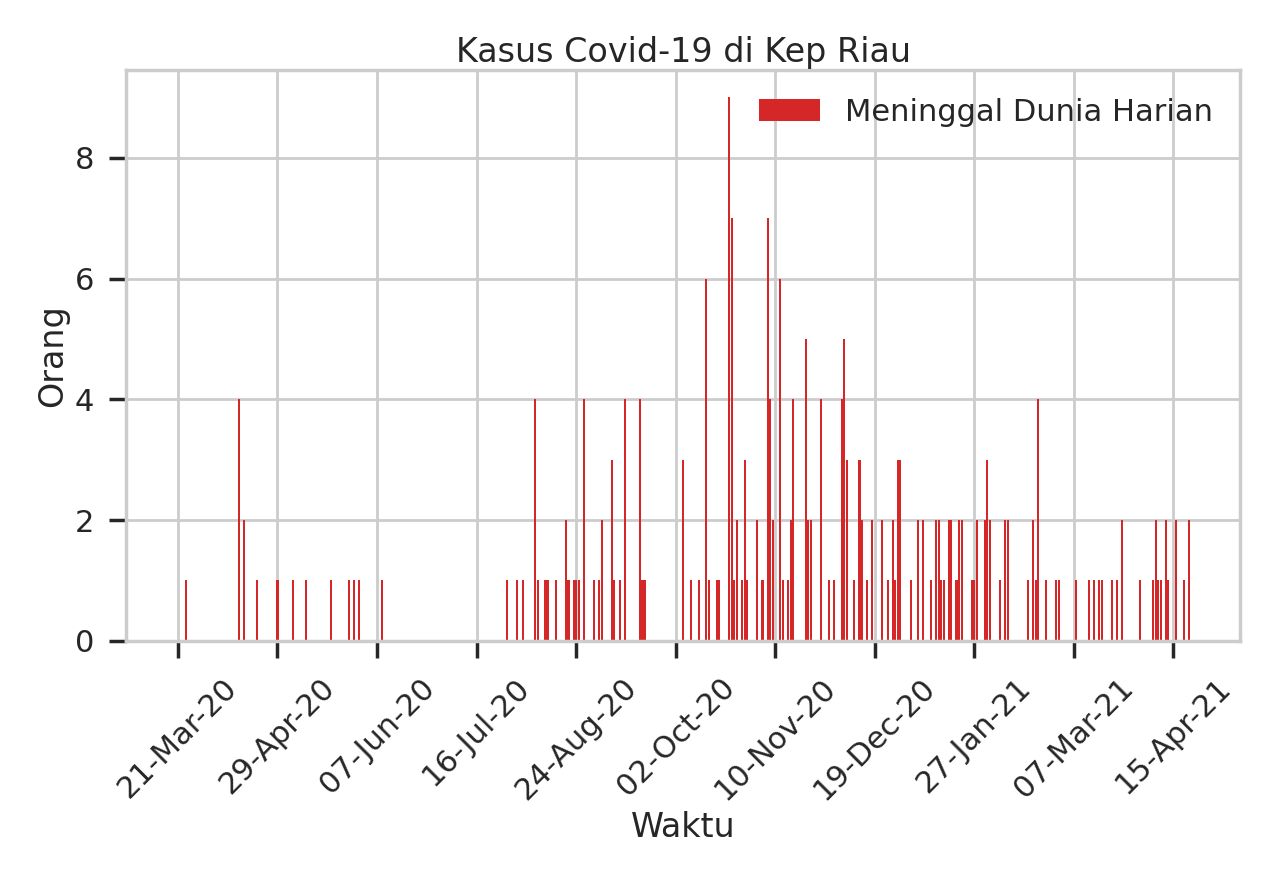 Kasus Covid-19 di Kep Riau
Meninggal Dunia Harian
Orang
8
6
4
2
0
21-Mar-20
29-Apr-20
07-Jun-20
16-Jul-20
24-Aug-20
02-Oct-20
10-Nov-20
19-Dec-20
27-Jan-21
07-Mar-21
15-Apr-21
Waktu